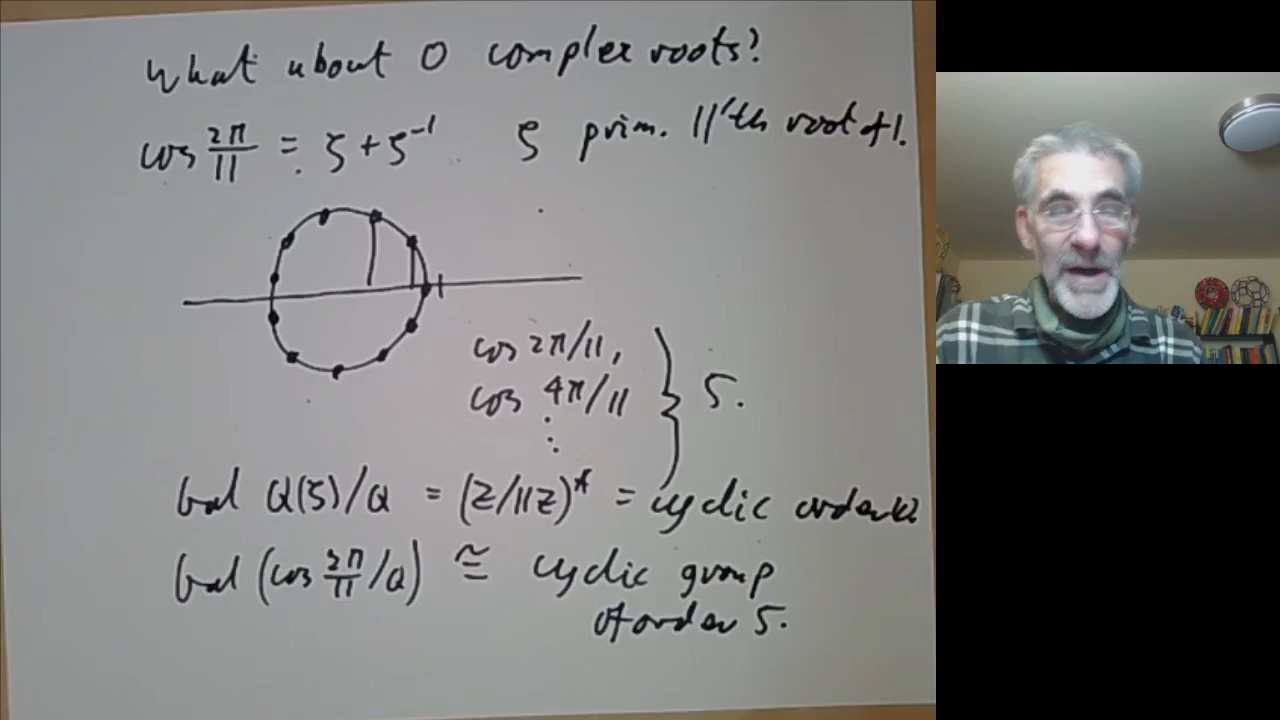 What about 0 complex roots?
cos 2π/11 = ζ + ζ⁻¹ ζ prim. 11'th root of 1.
cos 2π/11,
cos 4π/11 } 5.
⋮
Gal Q(ζ)/Q = (Z/11Z)* = cyclic order 10
Gal (cos 2π/11 /Q) ≅ cyclic group
of order 5.